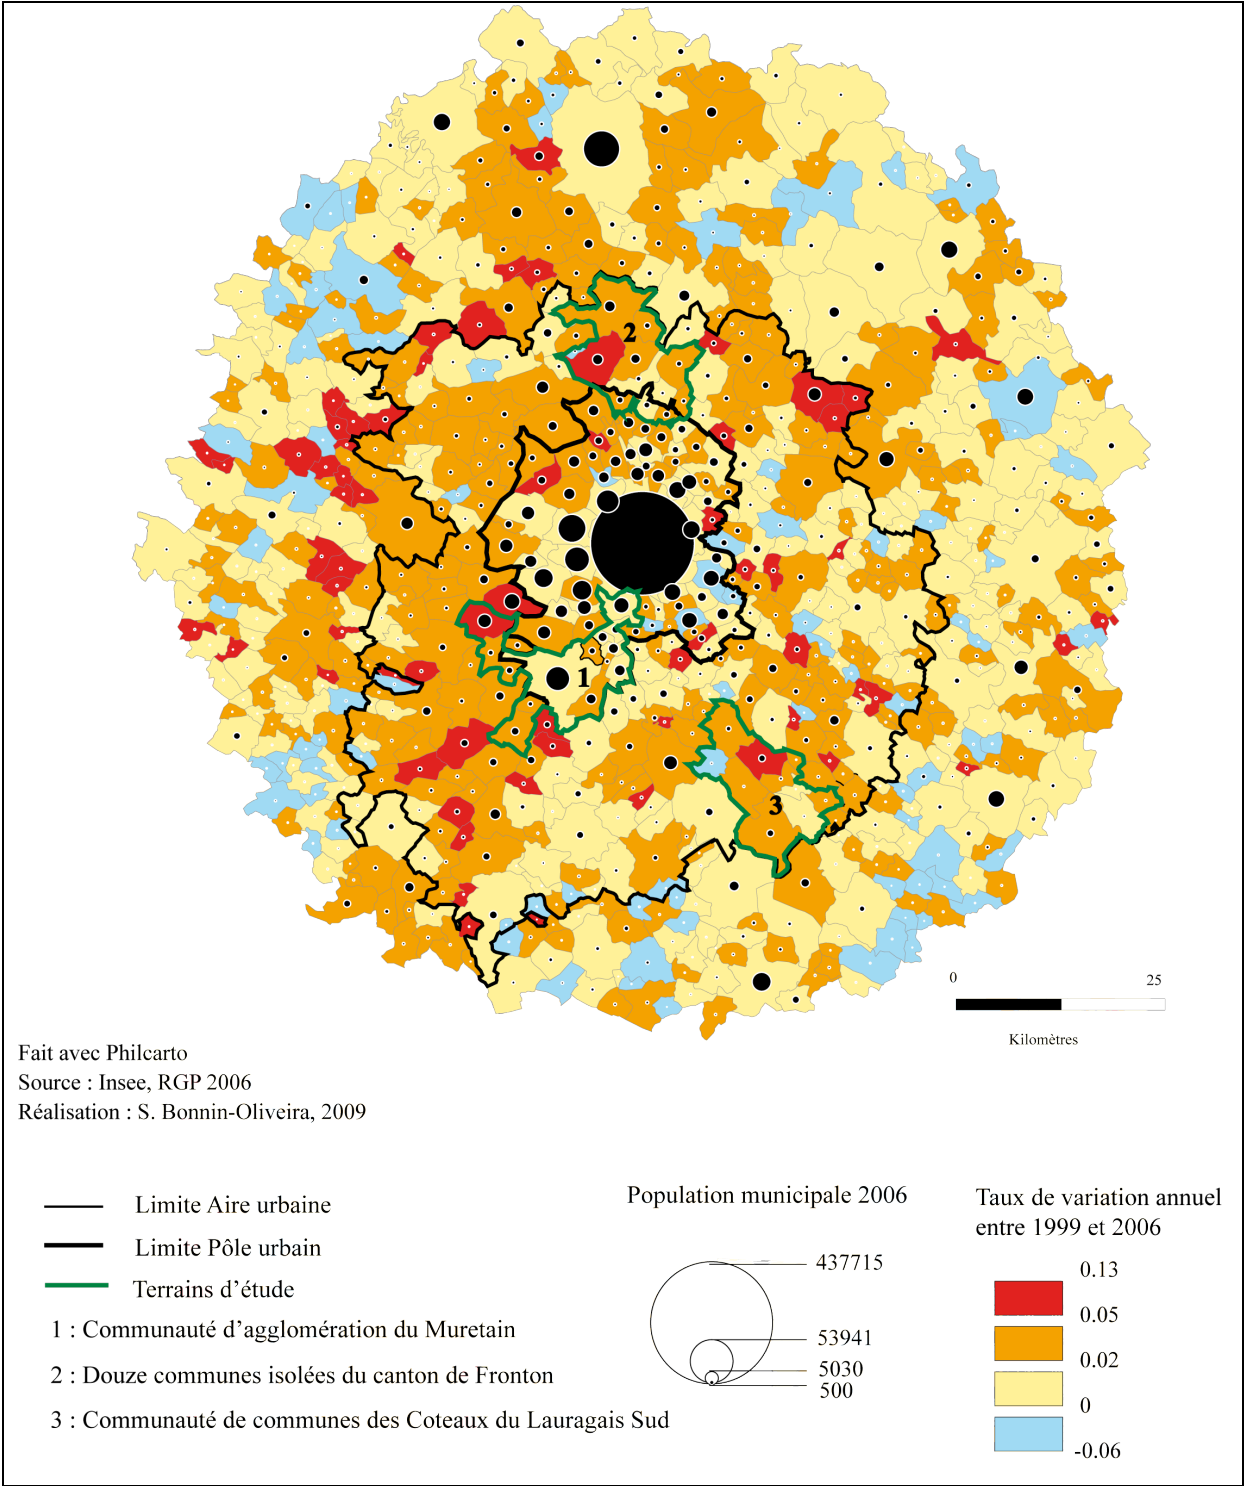 2
1
3
0 25
Kilomètres
Fait avec Philcarto
Source : Insee, RGP 2006
Réalisation : S. Bonnin-Oliveira, 2009
Limite Aire urbaine
Limite Pôle urbain
Terrains d'étude
1 : Communauté d'agglomération du Muretain
2 : Douze communes isolées du canton de Fronton
3 : Communauté de communes des Coteaux du Lauragais Sud
Population municipale 2006
437715
53941
5030
500
Taux de variation annuel
entre 1999 et 2006
0.13
0.05
0.02
0
-0.06